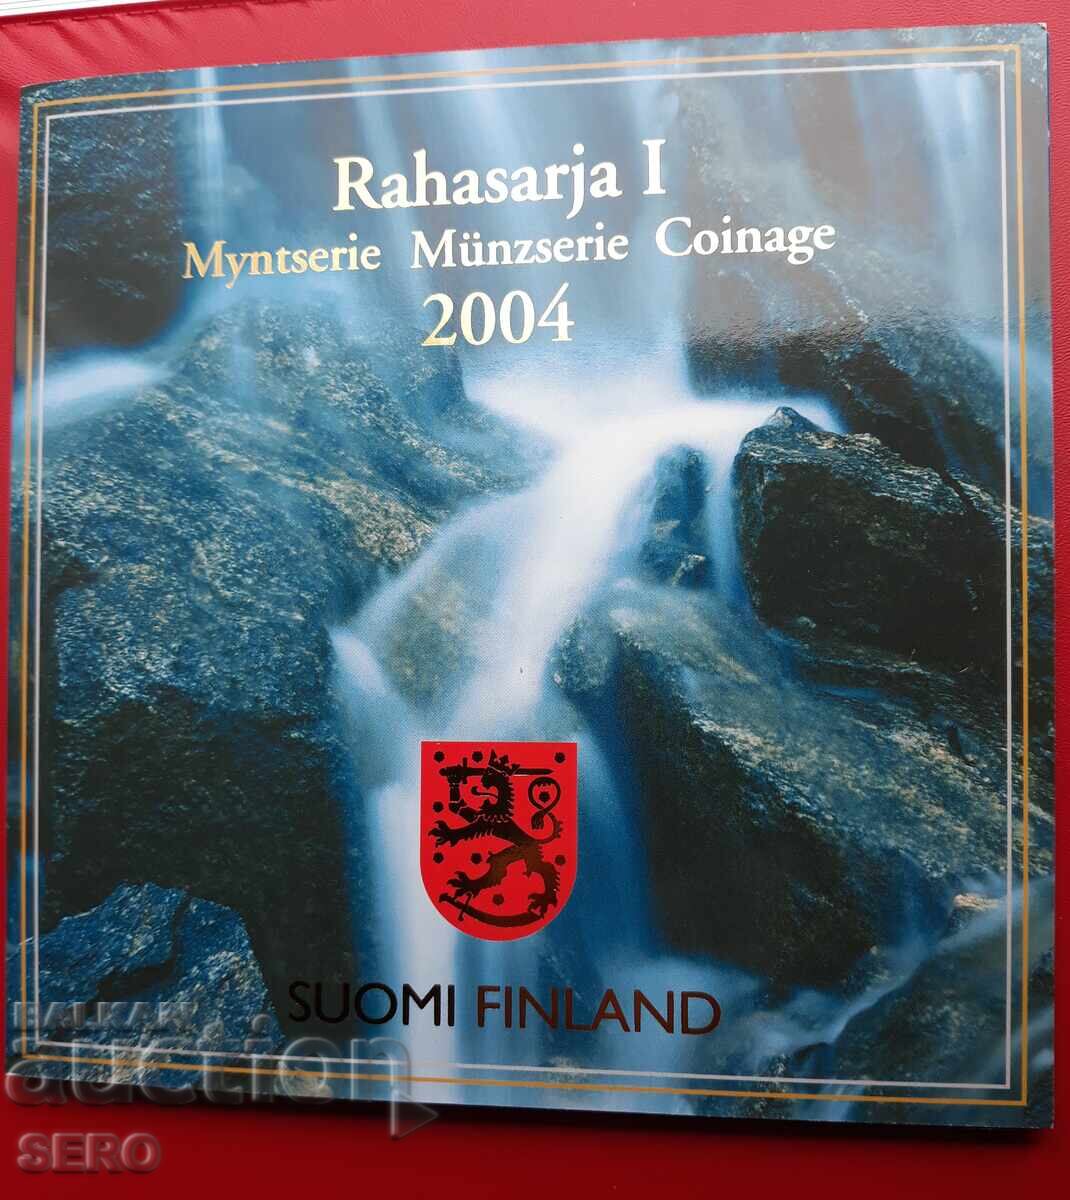 Rahasarja I
Myntserie Münzserie Coinage
2004
SUOMI FINLAND
BALKAN
auction
SERO